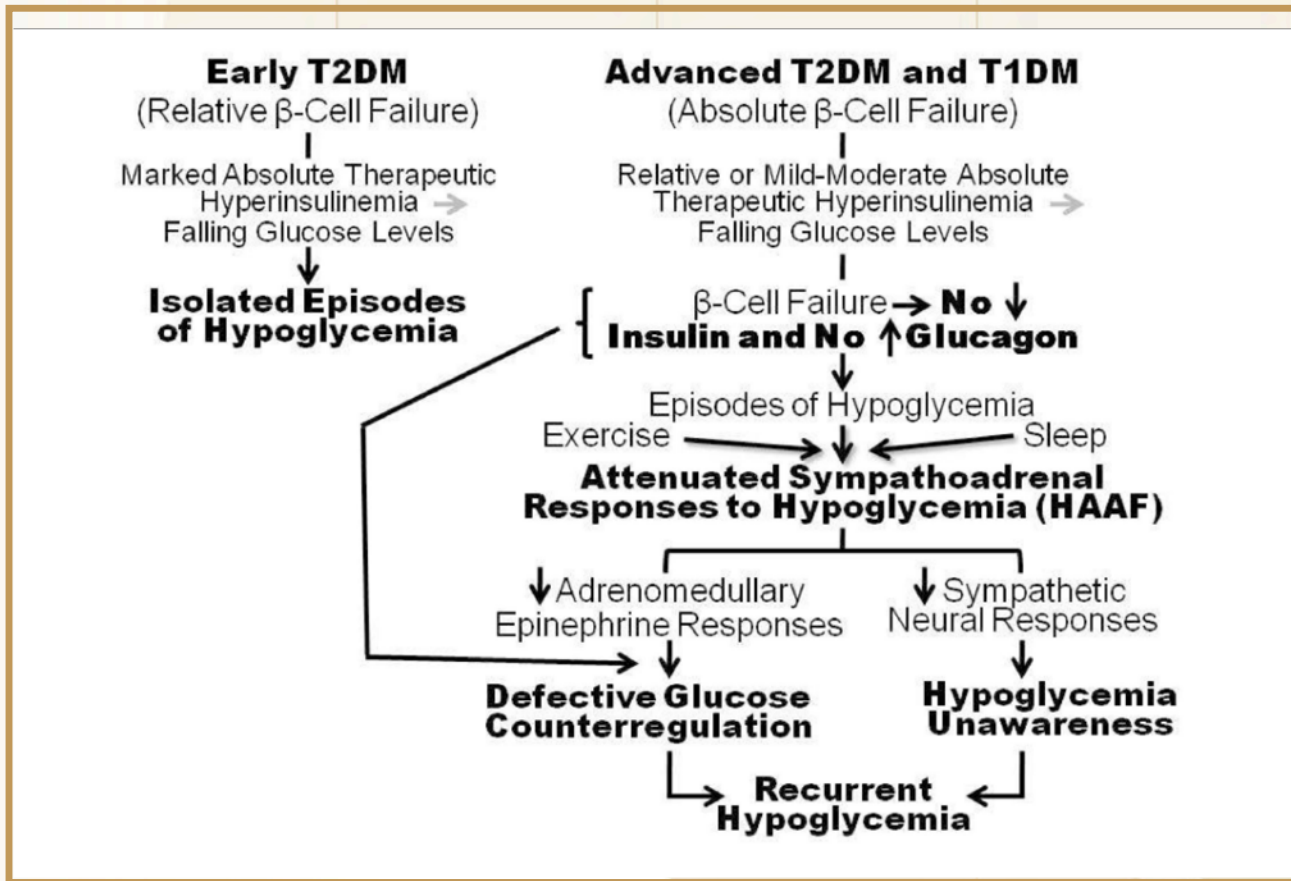 Early T2DM
(Relative β-Cell Failure)
Marked Absolute Therapeutic
Hyperinsulinemia →
Falling Glucose Levels
↓
Isolated Episodes
of Hypoglycemia
Advanced T2DM and T1DM
(Absolute β-Cell Failure)
Relative or Mild-Moderate Absolute
Therapeutic Hyperinsulinemia →
Falling Glucose Levels
β-Cell Failure → No ↓
Insulin and No ↑ Glucagon
Episodes of Hypoglycemia
Exercise
Sleep
Attenuated Sympathoadrenal
Responses to Hypoglycemia (HAAF)
↓ Adrenomedullary
Epinephrine Responses
↓ Sympathetic
Neural Responses
Defective Glucose
Counterregulation
Hypoglycemia
Unawareness
Recurrent
Hypoglycemia